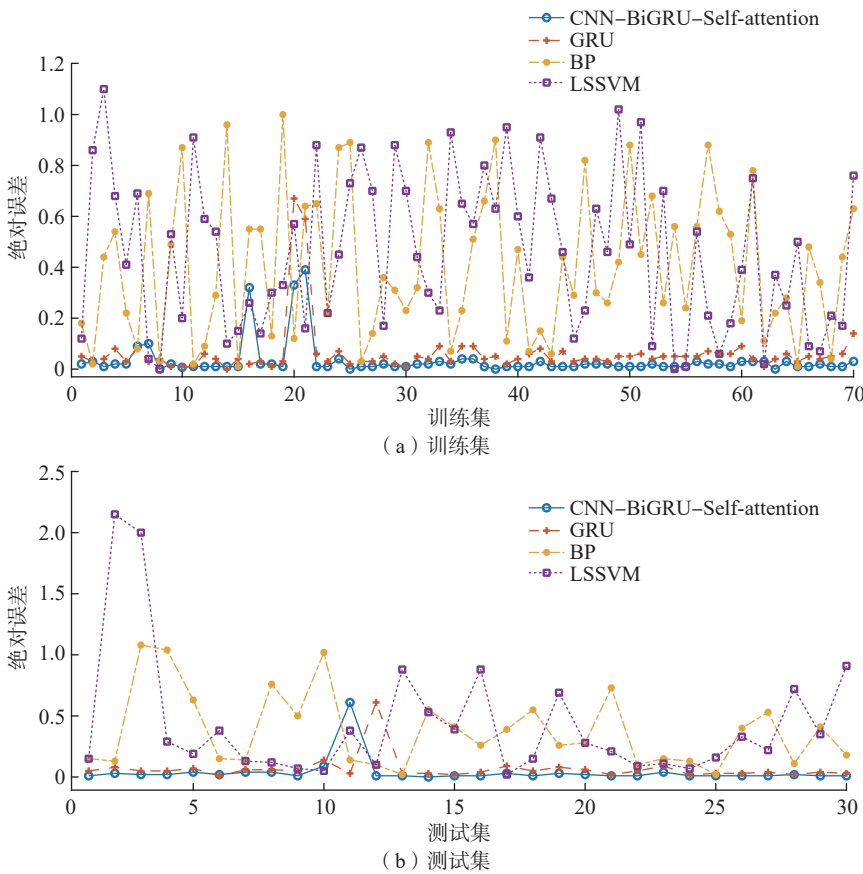 CNN–BiGRU–Self-attention
GRU
BP
LSSVM
1.2
1.0
0.8
0.6
0.4
0.2
0
绝对误差
0 10 20 30 40 50 60 70
训练集
（a）训练集
2.5
2.0
1.5
1.0
0.5
0
绝对误差
CNN–BiGRU–Self-attention
GRU
BP
LSSVM
0 5 10 15 20 25 30
测试集
（b）测试集